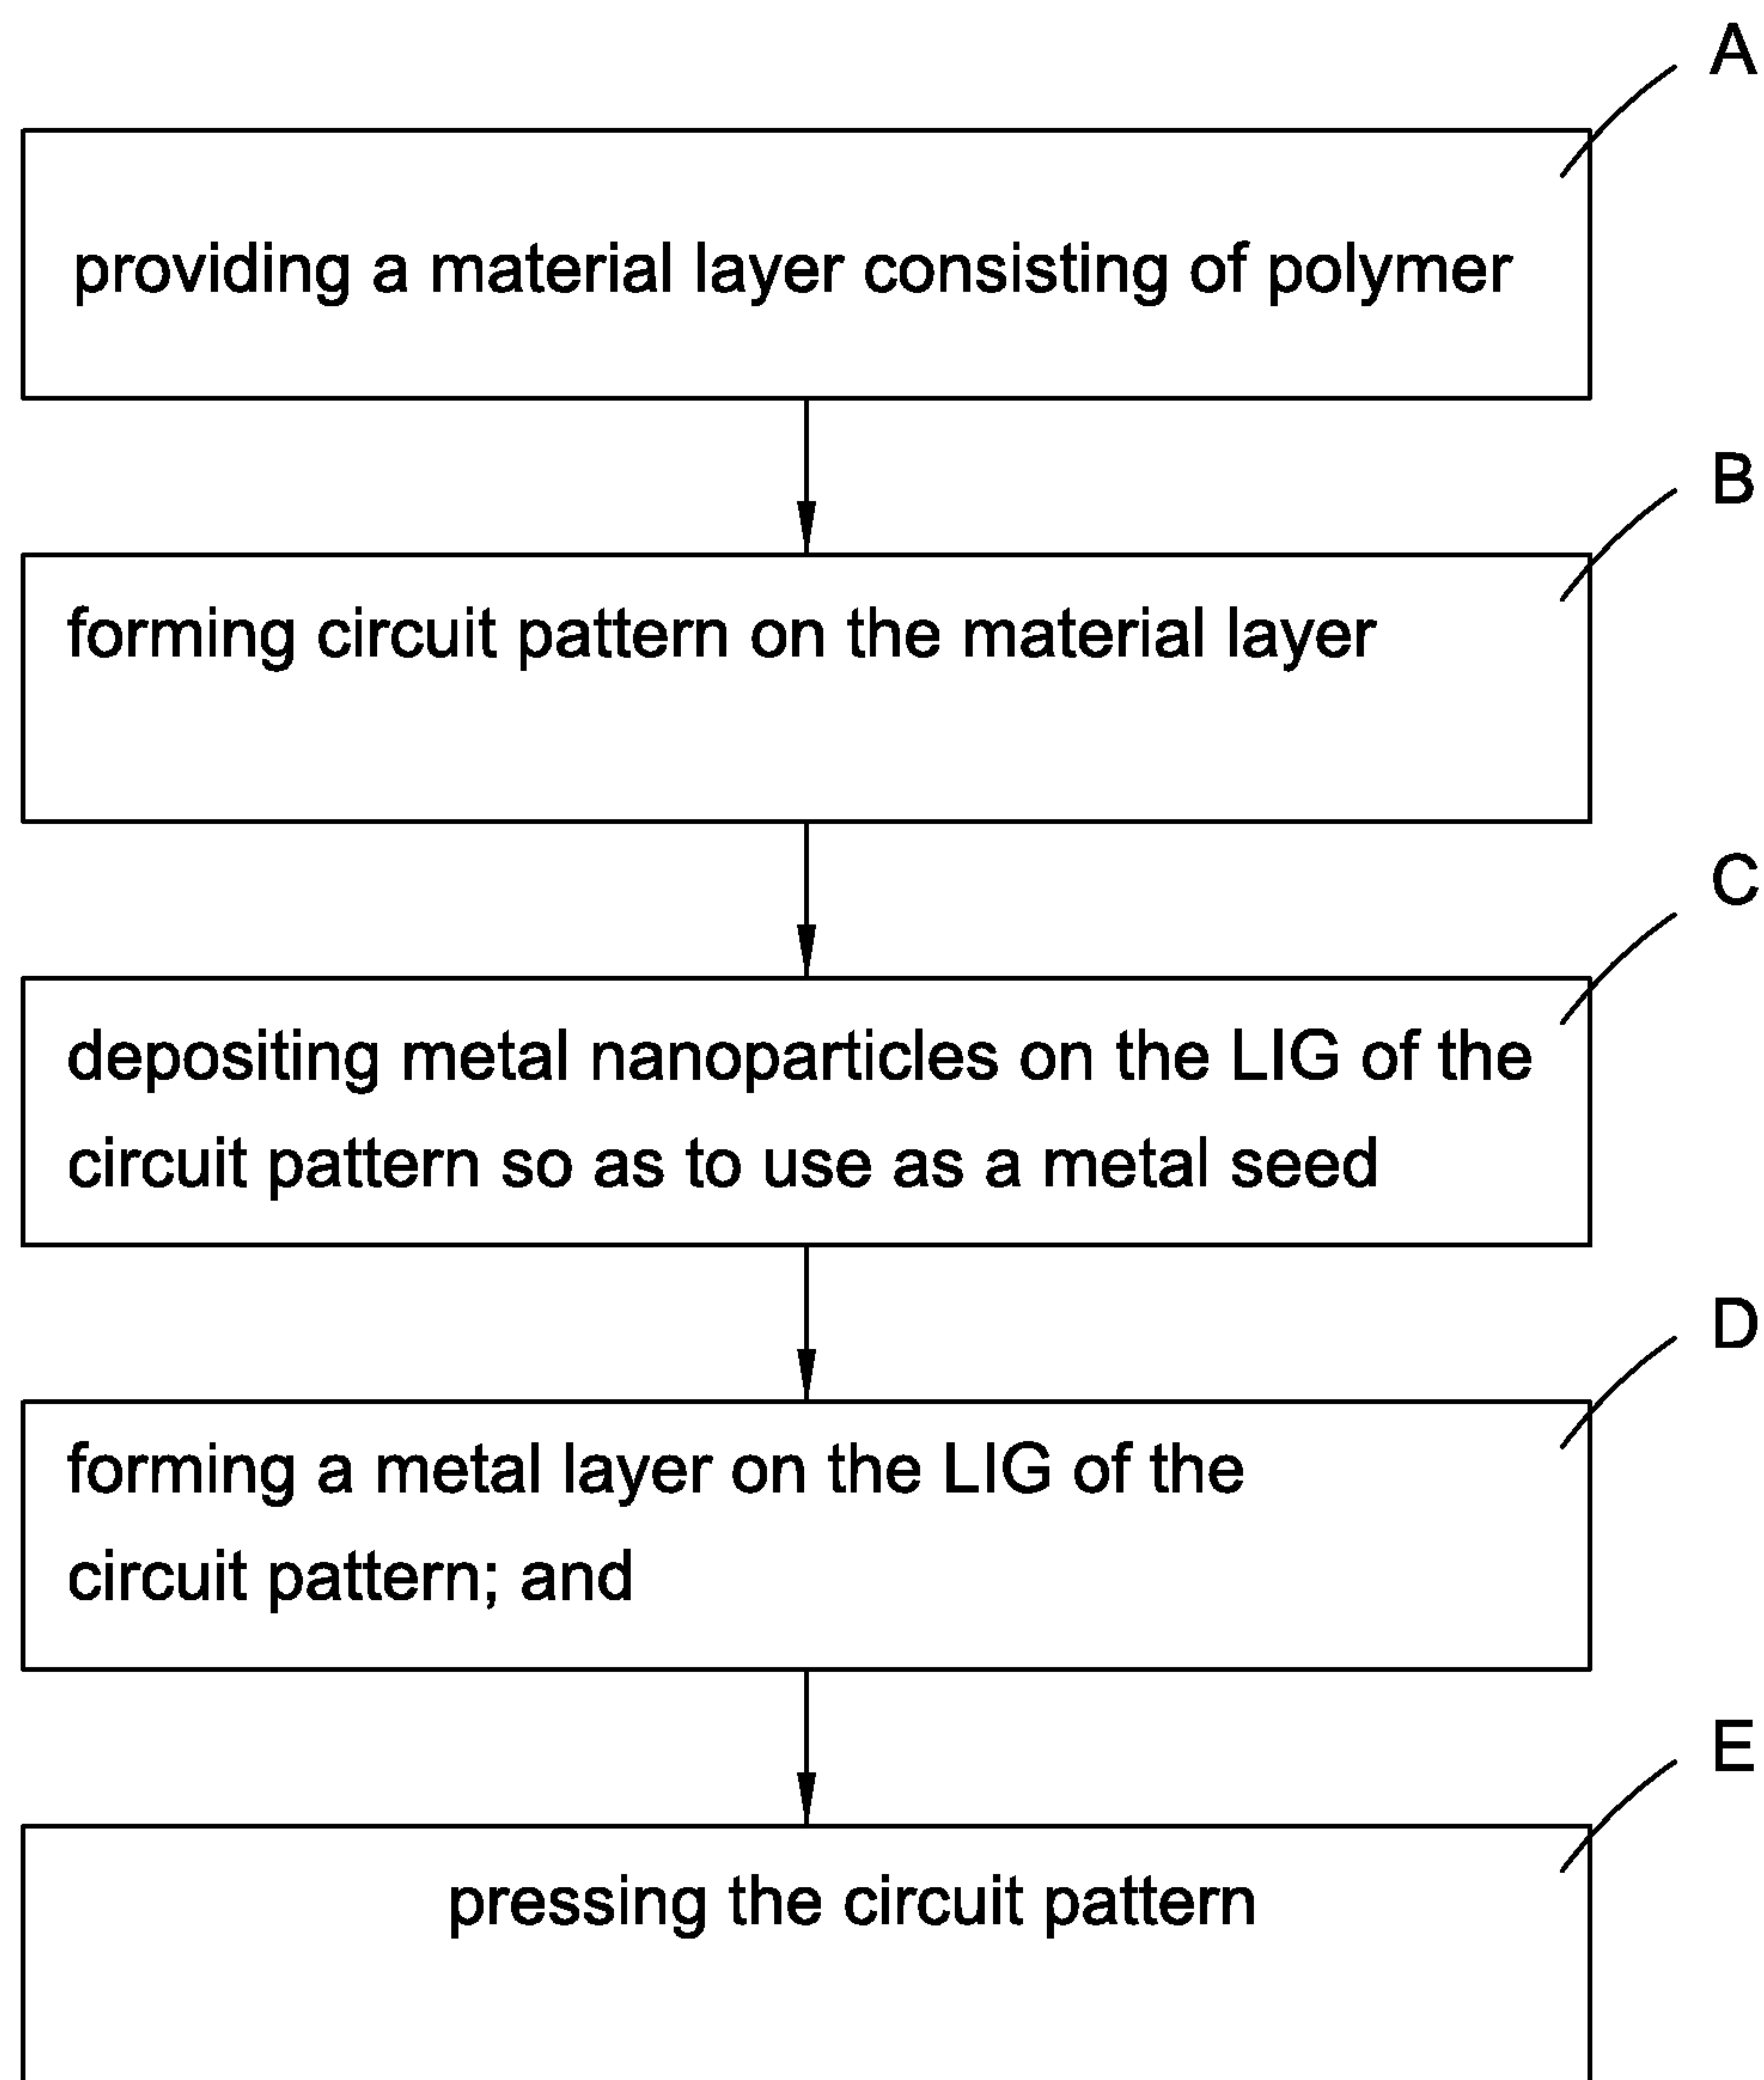 A
providing a material layer consisting of polymer
B
forming circuit pattern on the material layer
C
depositing metal nanoparticles on the LIG of the
circuit pattern so as to use as a metal seed
D
forming a metal layer on the LIG of the
circuit pattern; and
E
pressing the circuit pattern